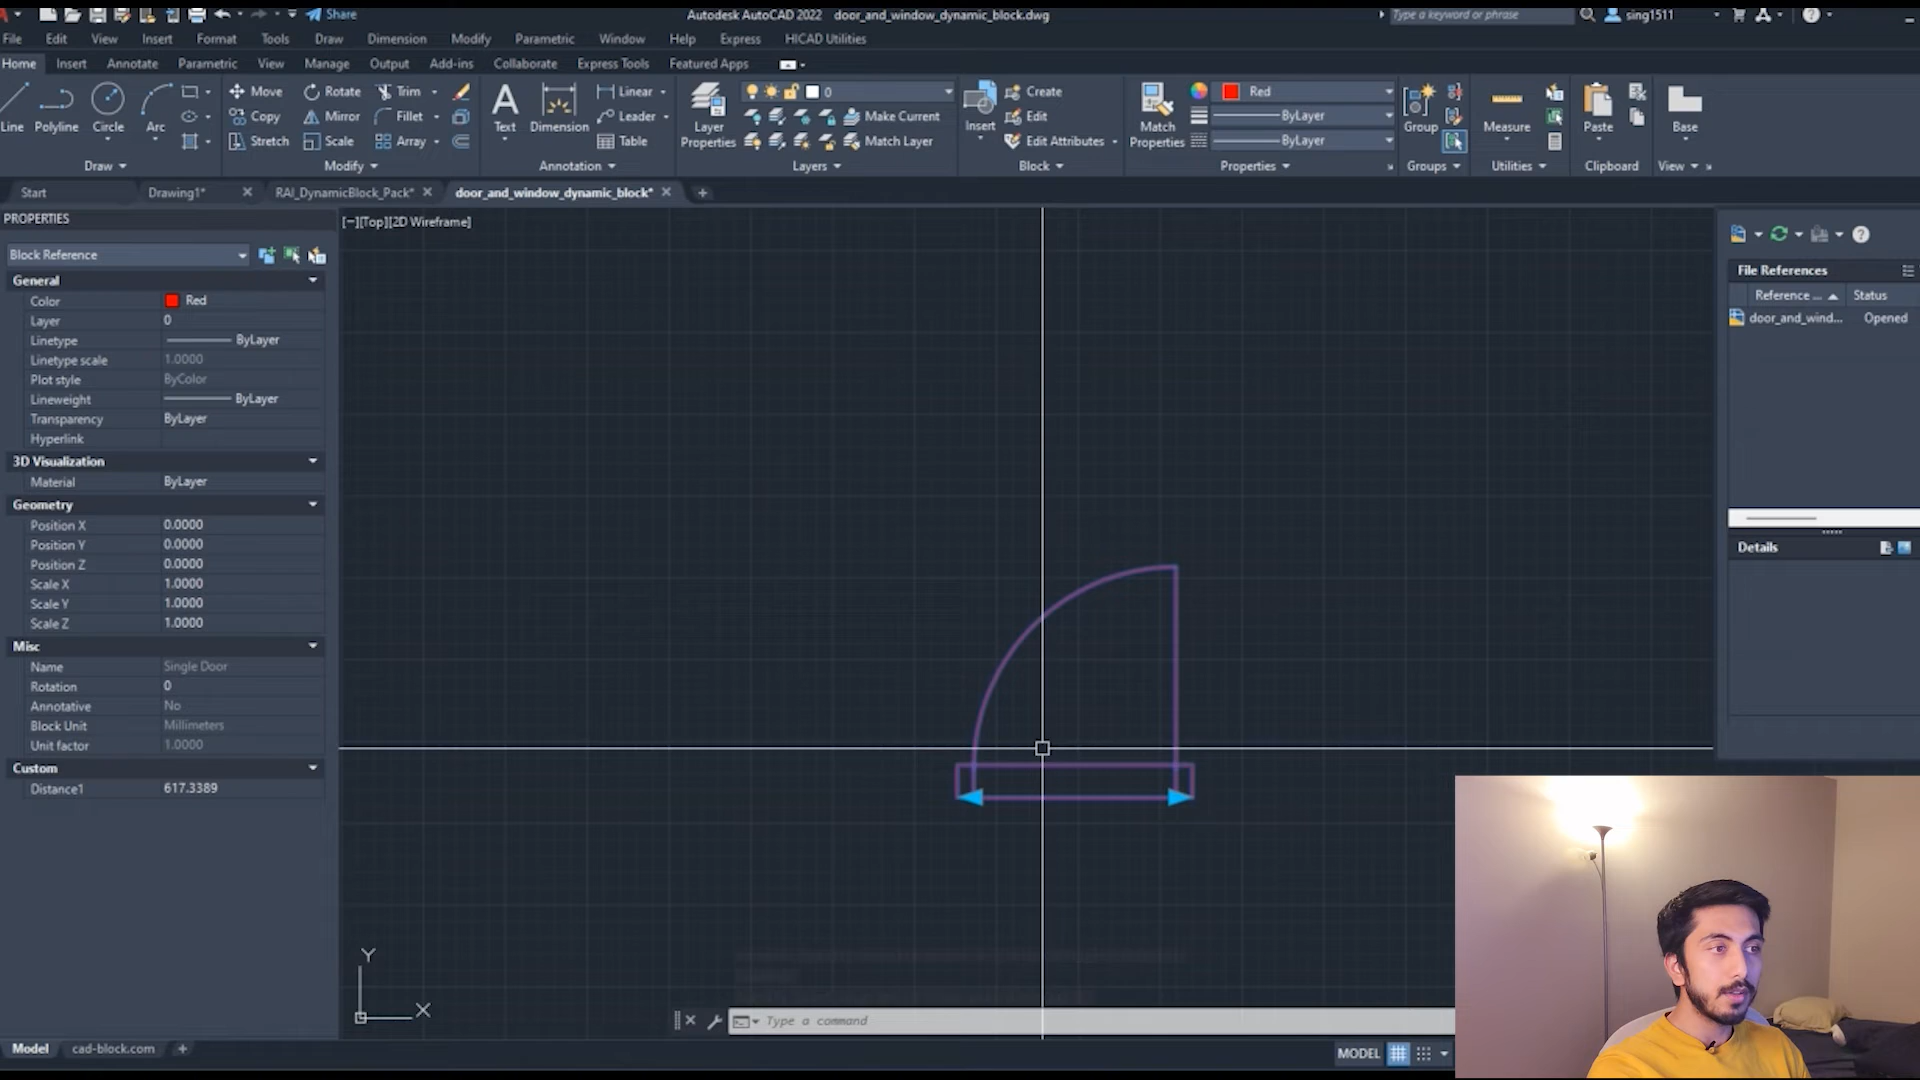 Share
Autodesk AutoCAD 2022 door_and_window_dynamic_block.dwg
Type a keyword or phrase
sing1511
File Edit View Insert Format Tools Draw Dimension Modify Parametric Window Help Express HICAD Utilities
Home Insert Annotate Parametric View Manage Output Add-ins Collaborate Express Tools Featured Apps
Line Polyline Circle Arc
Draw
Move Rotate Trim
Copy Mirror Fillet
Stretch Scale Array
Modify
Text Dimension
Linear
Leader
Table
Annotation
Layer Properties
0
Make Current
Match Layer
Layers
Insert
Create
Edit
Edit Attributes
Block
Match Properties
Red
ByLayer
ByLayer
Properties
Group
Groups
Measure
Utilities
Paste
Clipboard
Base
View
Start Drawing1* RAI_DynamicBlock_Pack* door_and_window_dynamic_block*
PROPERTIES
[−][Top][2D Wireframe]
Block Reference
General
Color Red
Layer 0
Linetype ByLayer
Linetype scale 1.0000
Plot style ByColor
Lineweight ByLayer
Transparency ByLayer
Hyperlink
3D Visualization
Material ByLayer
Geometry
Position X 0.0000
Position Y 0.0000
Position Z 0.0000
Scale X 1.0000
Scale Y 1.0000
Scale Z 1.0000
Misc
Name Single Door
Rotation 0
Annotative No
Block Unit Millimeters
Unit factor 1.0000
Custom
Distance1 617.3389
File References
Reference ... Status
door_and_wind... Opened
Details
Y
X
Type a command
Model cad-block.com
MODEL